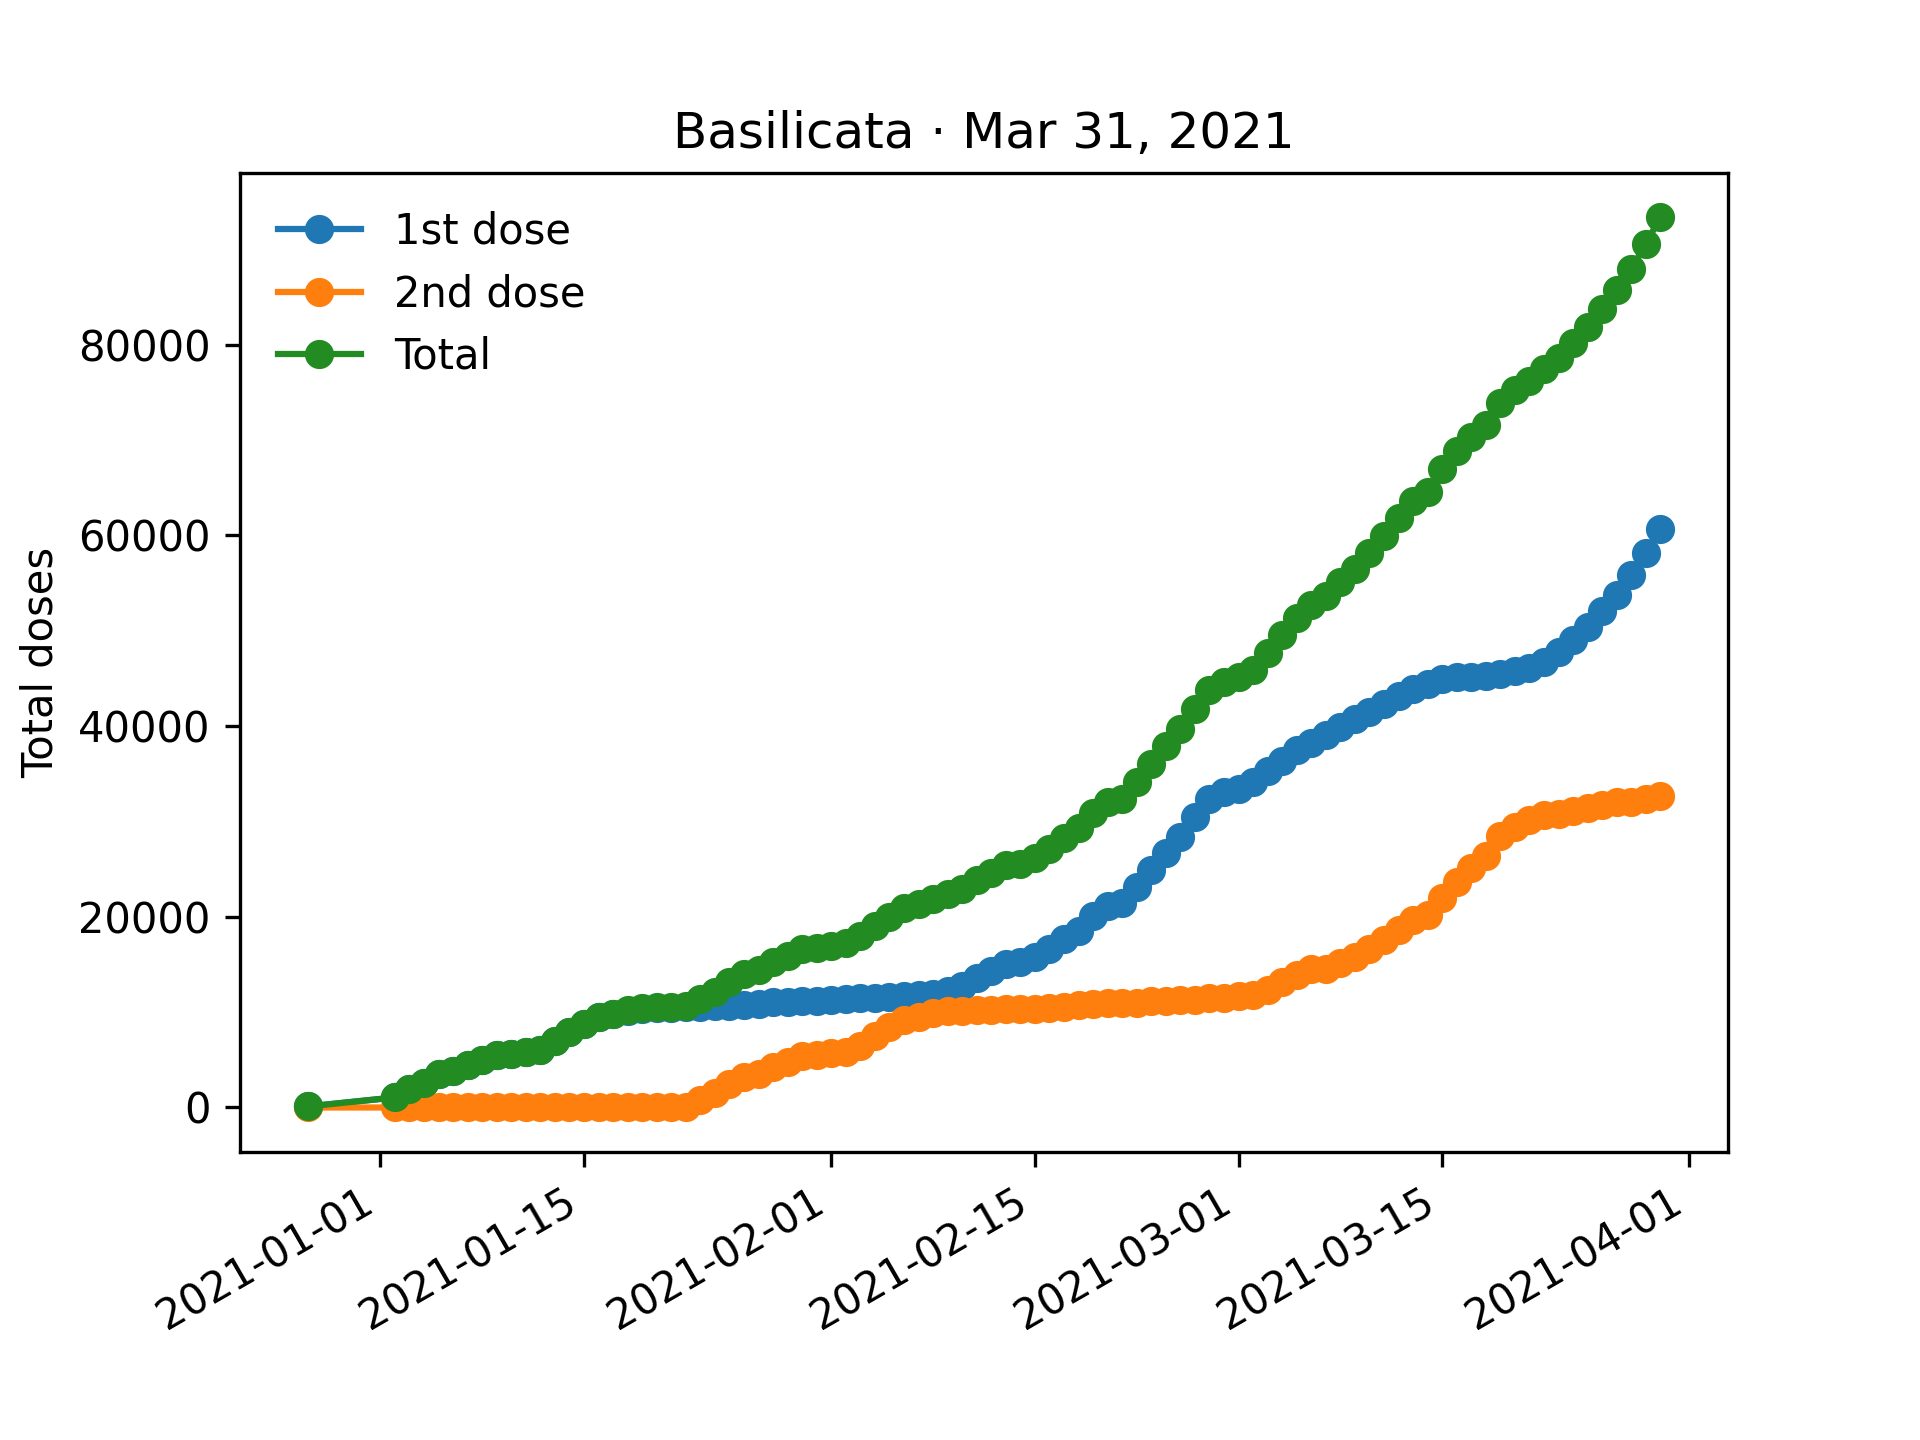 Basilicata · Mar 31, 2021
1st dose
2nd dose
Total
Total doses
80000
60000
40000
20000
0
2021-01-01
2021-01-15
2021-02-01
2021-02-15
2021-03-01
2021-03-15
2021-04-01